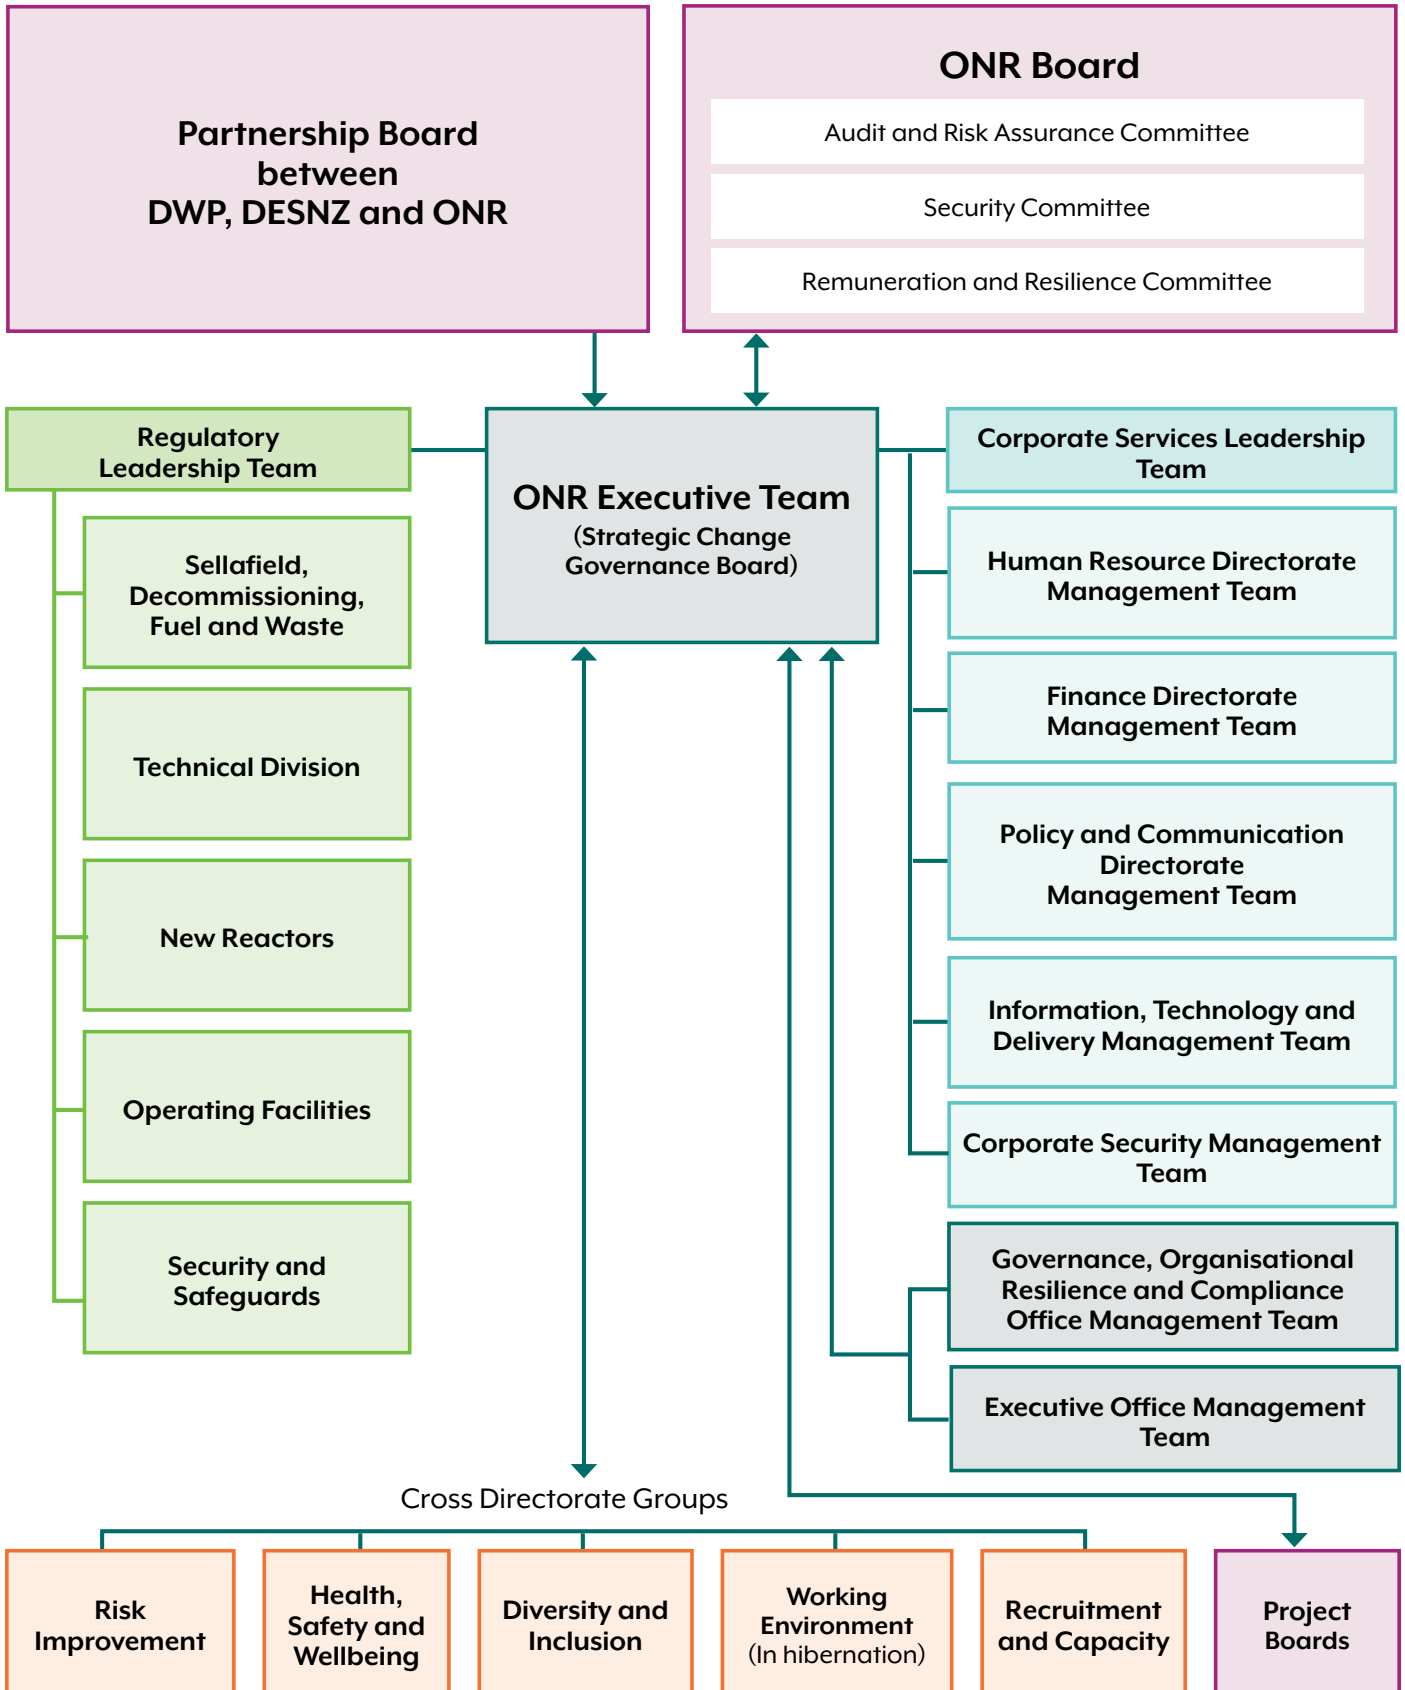 Partnership Board
between
DWP, DESNZ and ONR
ONR Board
Audit and Risk Assurance Committee
Security Committee
Remuneration and Resilience Committee
Regulatory
Leadership Team
Sellafield,
Decommissioning,
Fuel and Waste
Technical Division
New Reactors
Operating Facilities
Security and
Safeguards
ONR Executive Team
(Strategic Change
Governance Board)
Corporate Services Leadership
Team
Human Resource Directorate
Management Team
Finance Directorate
Management Team
Policy and Communication
Directorate
Management Team
Information, Technology and
Delivery Management Team
Corporate Security Management
Team
Governance, Organisational
Resilience and Compliance
Office Management Team
Executive Office Management
Team
Cross Directorate Groups
Risk
Improvement
Health,
Safety and
Wellbeing
Diversity and
Inclusion
Working
Environment
(In hibernation)
Recruitment
and Capacity
Project
Boards